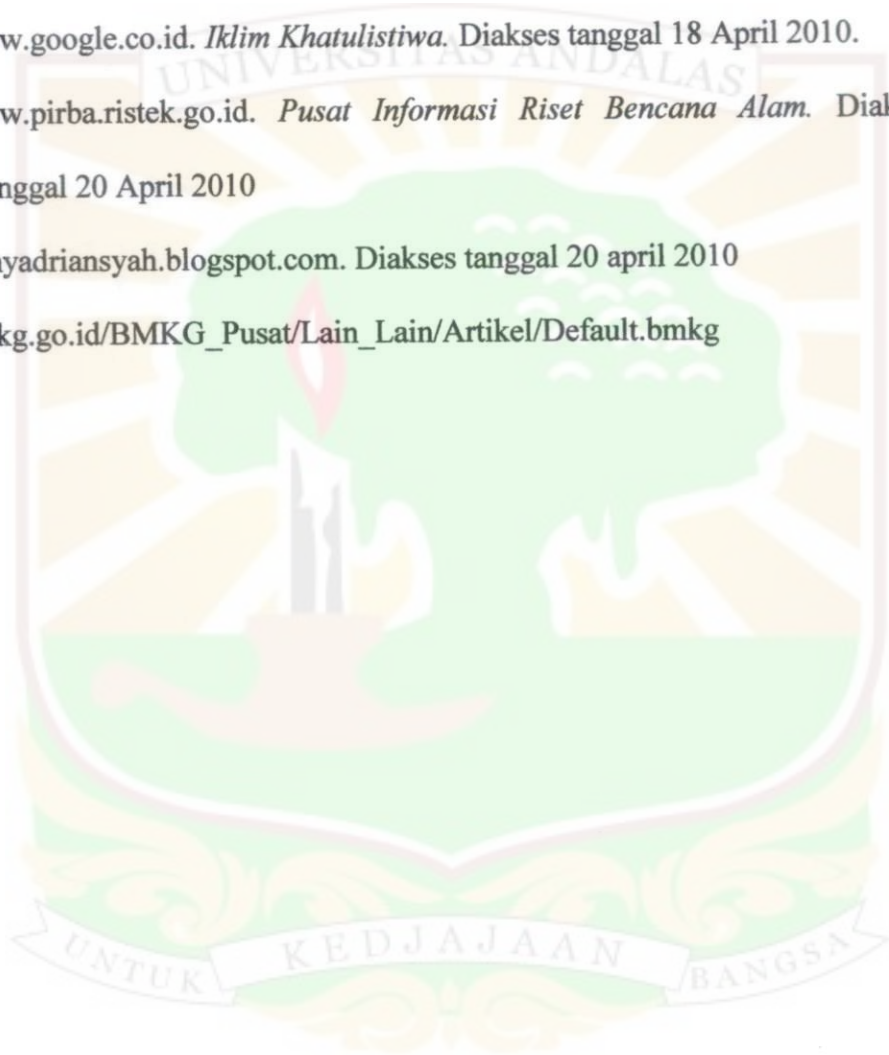 w.google.co.id. Iklim Khatulistiwa. Diakses tanggal 18 April 2010.
UNIVERSITAS ANDALAS
w.pirba.ristek.go.id. Pusat Informasi Riset Bencana Alam. Diak
nggal 20 April 2010
yadriansyah.blogspot.com. Diakses tanggal 20 april 2010
kg.go.id/BMKG_Pusat/Lain_Lain/Artikel/Default.bmkg
UNTUK KEDJAJAAN BANGSA